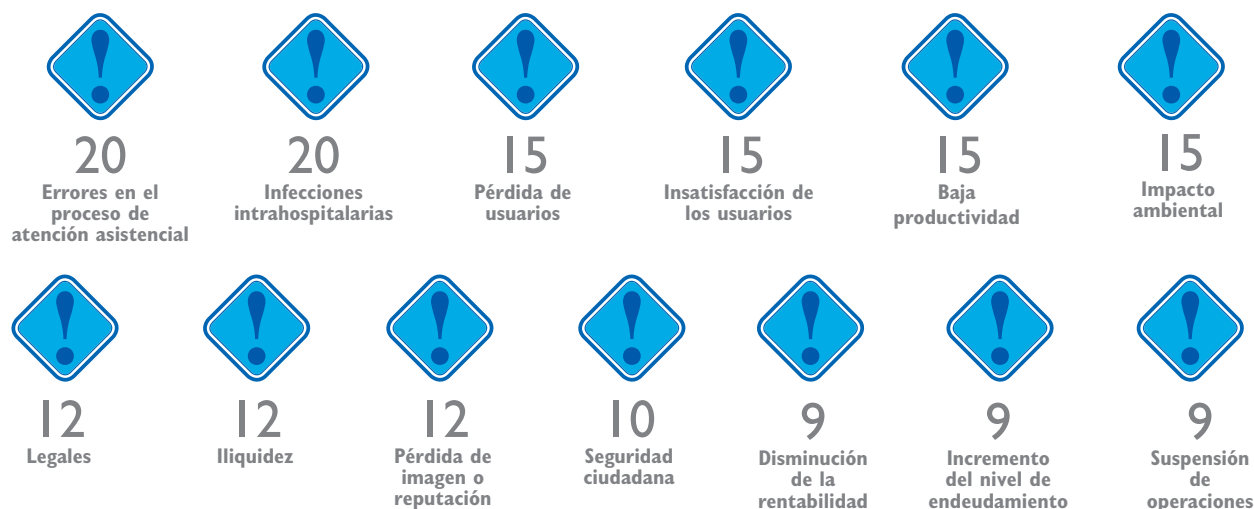 20
Errores en el
proceso de
atención asistencial
20
Infecciones
intrahospitalarias
15
Pérdida de
usuarios
15
Insatisfacción de
los usuarios
15
Baja
productividad
15
Impacto
ambiental
12
Legales
12
Iliquidez
12
Pérdida de
imagen o
reputación
10
Seguridad
ciudadana
9
Disminución
de la
rentabilidad
9
Incremento
del nivel de
endeudamiento
9
Suspensión
de
operaciones